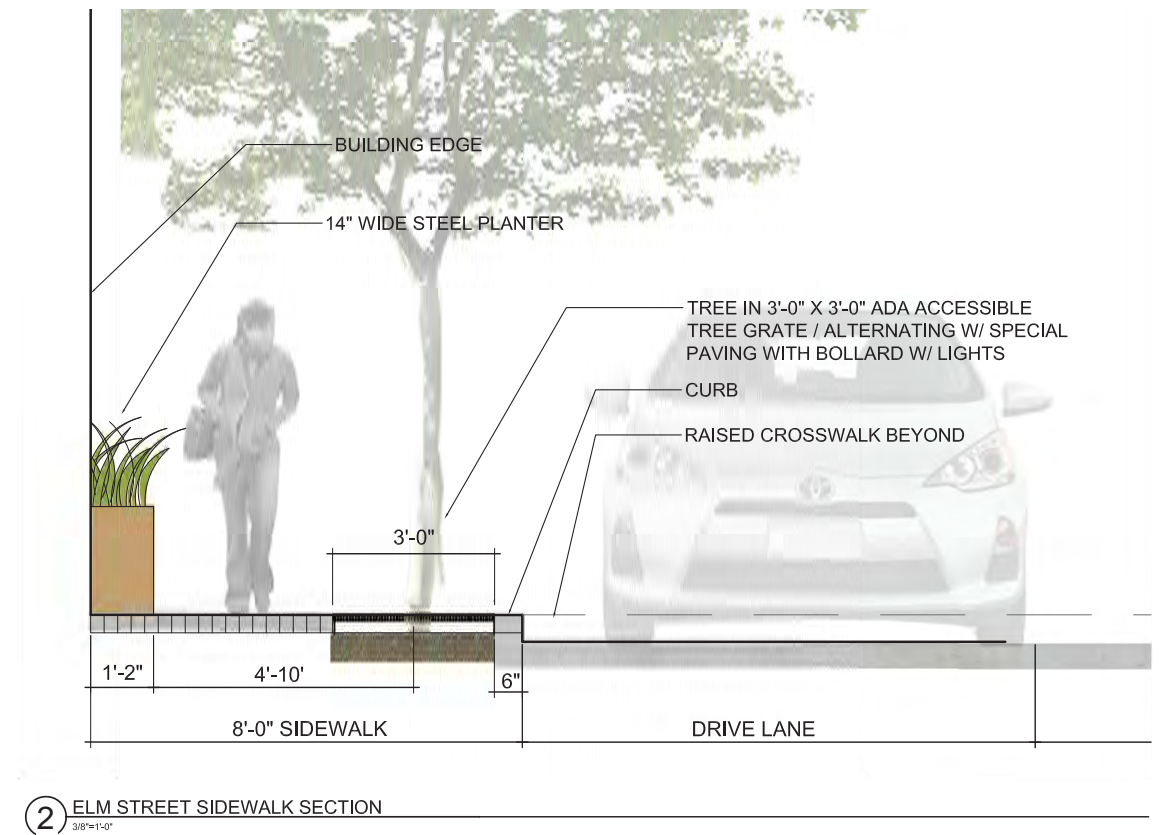 BUILDING EDGE
14" WIDE STEEL PLANTER
TREE IN 3'-0" X 3'-0" ADA ACCESSIBLE
TREE GRATE / ALTERNATING W/ SPECIAL
PAVING WITH BOLLARD W/ LIGHTS
CURB
RAISED CROSSWALK BEYOND
3'-0"
1'-2"
4'-10'
6"
8'-0" SIDEWALK
DRIVE LANE
2
ELM STREET SIDEWALK SECTION
3/8"=1'-0"